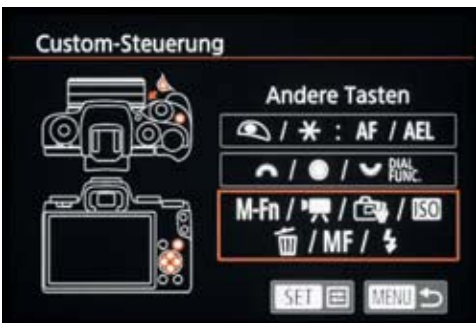 Custom-Steuerung
Andere Tasten
/ * : AF / AEL
/ / DIAL FUNC.
M-Fn / / / ISO
/ MF /
SET
MENU